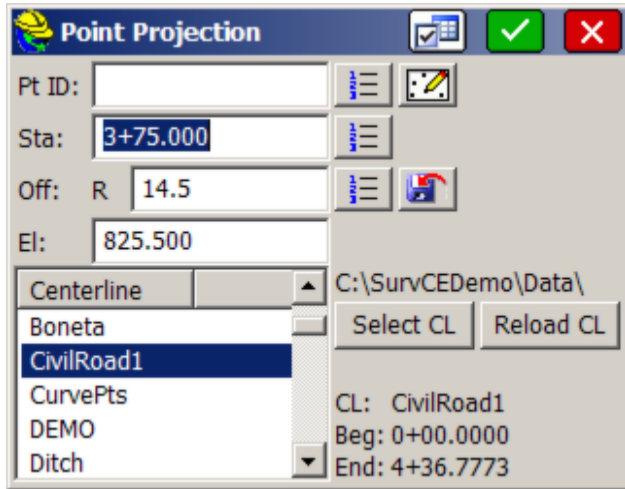 Point Projection
Pt ID:
Sta: 3+75.000
Off: R 14.5
El: 825.500
Centerline
Boneta
CivilRoad1
CurvePts
DEMO
Ditch
C:\SurvCEDemo\Data\
Select CL Reload CL
CL: CivilRoad1
Beg: 0+00.0000
End: 4+36.7773